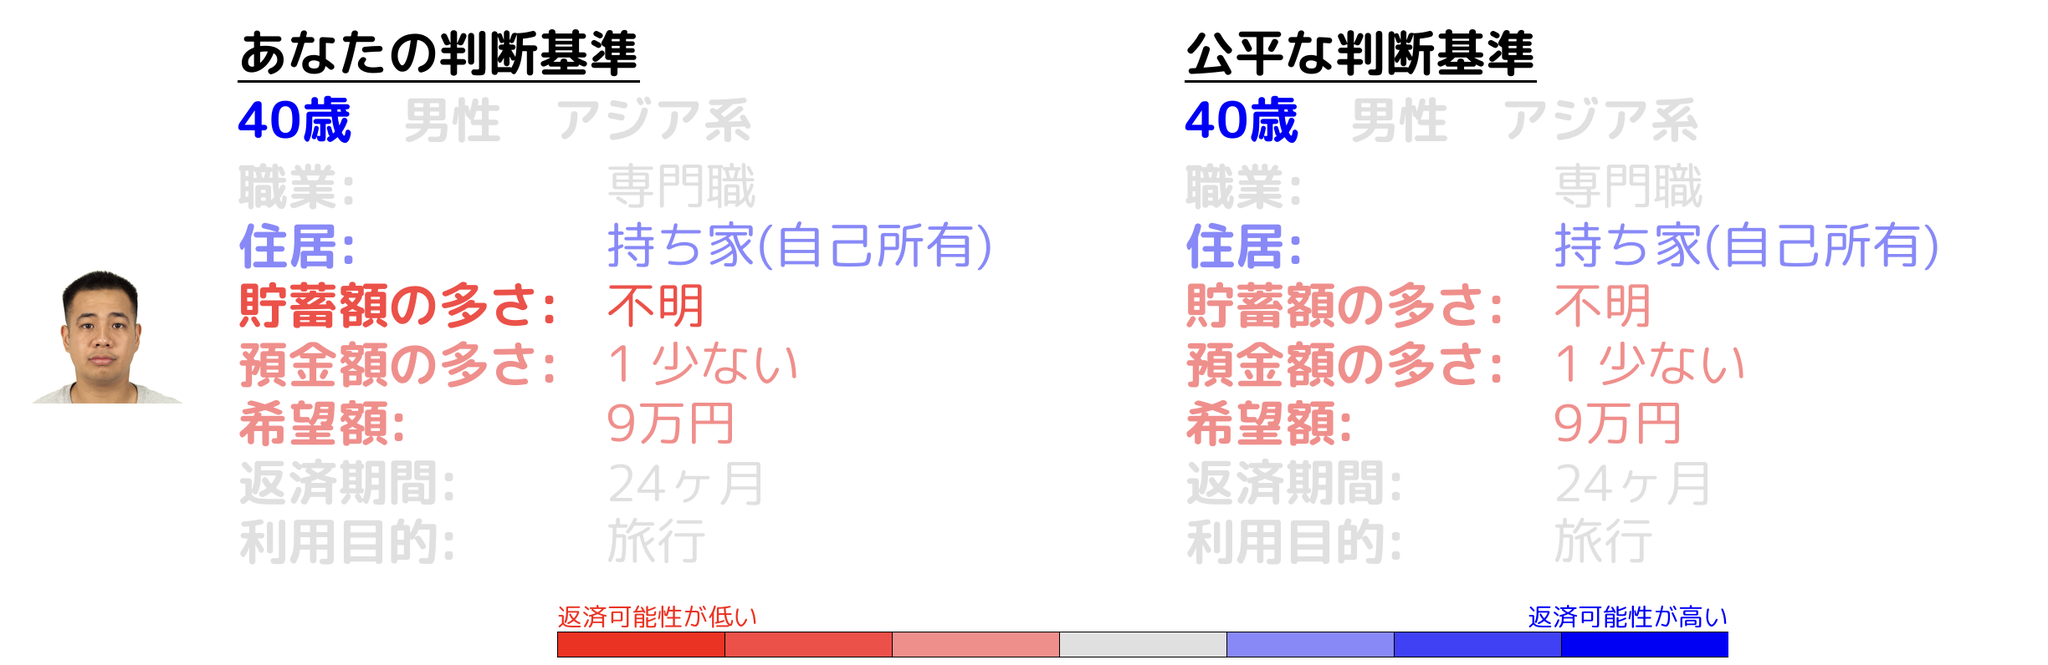 あなたの判断基準
40歳 男性 アジア系
職業: 専門職
住居: 持ち家(自己所有)
貯蓄額の多さ: 不明
預金額の多さ: 1 少ない
希望額: 9万円
返済期間: 24ヶ月
利用目的: 旅行
公平な判断基準
40歳 男性 アジア系
職業: 専門職
住居: 持ち家(自己所有)
貯蓄額の多さ: 不明
預金額の多さ: 1 少ない
希望額: 9万円
返済期間: 24ヶ月
利用目的: 旅行
返済可能性が低い
返済可能性が高い